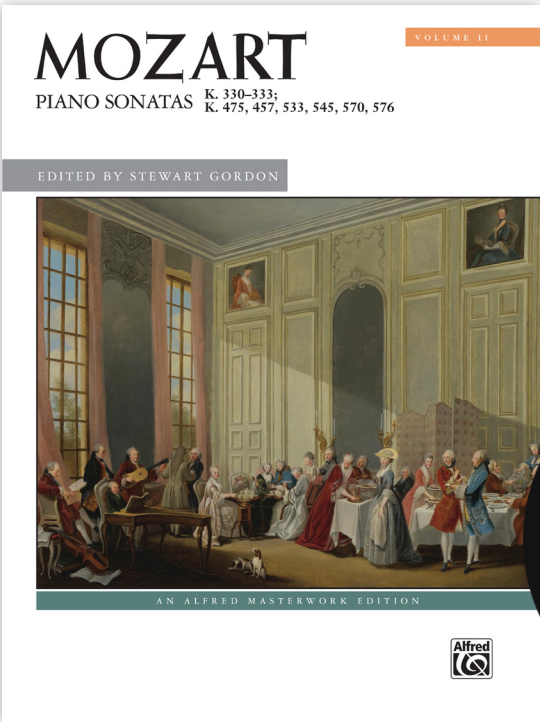 MOZART
VOLUME II
PIANO SONATAS
K. 330–333;
K. 475, 457, 533, 545, 570, 576
EDITED BY STEWART GORDON
AN ALFRED MASTERWORK EDITION
Alfred